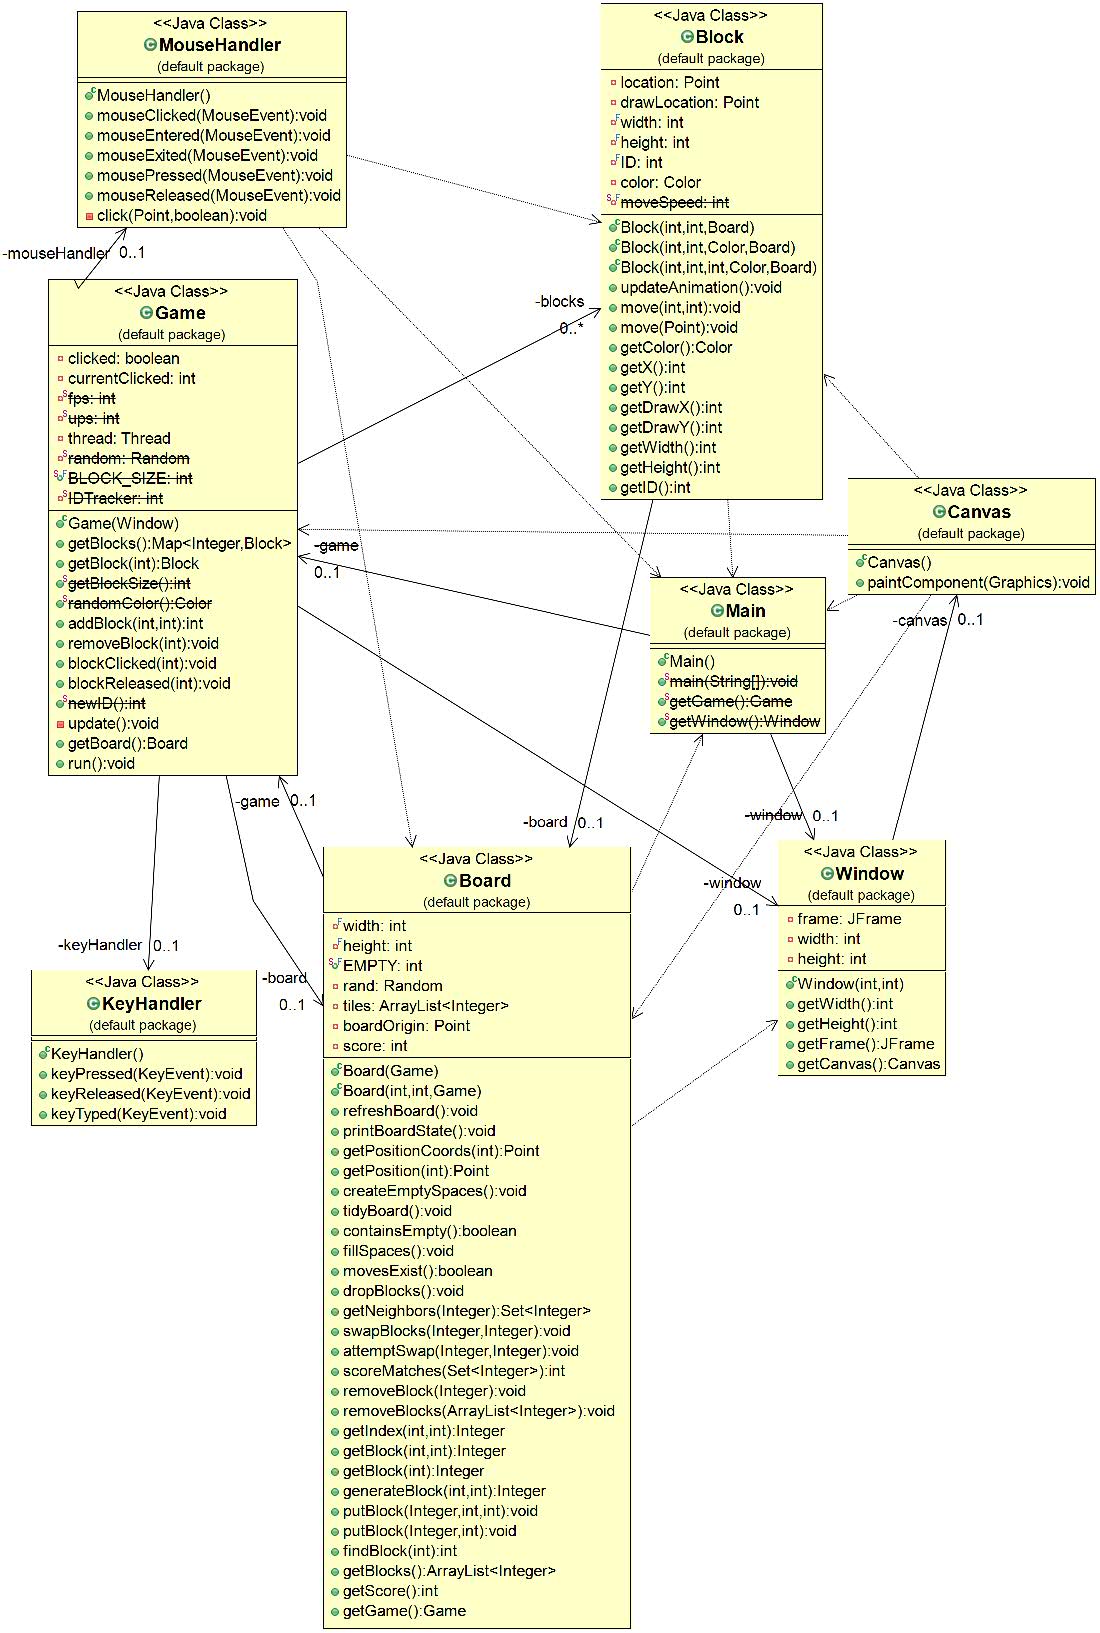 <<Java Class>>
MouseHandler
(default package)
MouseHandler()
mouseClicked(MouseEvent):void
mouseEntered(MouseEvent):void
mouseExited(MouseEvent):void
mousePressed(MouseEvent):void
mouseReleased(MouseEvent):void
click(Point,boolean):void
-mouseHandler 0..1
<<Java Class>>
Block
(default package)
location: Point
drawLocation: Point
width: int
height: int
ID: int
color: Color
moveSpeed: int
Block(int,int,Board)
Block(int,int,Color,Board)
Block(int,int,int,Color,Board)
updateAnimation():void
move(int,int):void
move(Point):void
getColor():Color
getX():int
getY():int
getDrawX():int
getDrawY():int
getWidth():int
getHeight():int
getID():int
-blocks
0..*
<<Java Class>>
Game
(default package)
clicked: boolean
currentClicked: int
fps: int
ups: int
thread: Thread
random: Random
BLOCK_SIZE: int
IDTracker: int
Game(Window)
getBlocks():Map<Integer,Block>
getBlock(int):Block
getBlockSize():int
randomColor():Color
addBlock(int,int):int
removeBlock(int):void
blockClicked(int):void
blockReleased(int):void
newID():int
update():void
getBoard():Board
run():void
-game
0..1
<<Java Class>>
Canvas
(default package)
Canvas()
paintComponent(Graphics):void
-canvas 0..1
<<Java Class>>
Main
(default package)
Main()
main(String[]):void
getGame():Game
getWindow():Window
-game 0..1
-board 0..1
-window 0..1
-window
0..1
<<Java Class>>
Window
(default package)
frame: JFrame
width: int
height: int
Window(int,int)
getWidth():int
getHeight():int
getFrame():JFrame
getCanvas():Canvas
-keyHandler 0..1
-board
0..1
<<Java Class>>
KeyHandler
(default package)
KeyHandler()
keyPressed(KeyEvent):void
keyReleased(KeyEvent):void
keyTyped(KeyEvent):void
<<Java Class>>
Board
(default package)
width: int
height: int
EMPTY: int
rand: Random
tiles: ArrayList<Integer>
boardOrigin: Point
score: int
Board(Game)
Board(int,int,Game)
refreshBoard():void
printBoardState():void
getPositionCoords(int):Point
getPosition(int):Point
createEmptySpaces():void
tidyBoard():void
containsEmpty():boolean
fillSpaces():void
movesExist():boolean
dropBlocks():void
getNeighbors(Integer):Set<Integer>
swapBlocks(Integer,Integer):void
attemptSwap(Integer,Integer):void
scoreMatches(Set<Integer>):int
removeBlock(Integer):void
removeBlocks(ArrayList<Integer>):void
getIndex(int,int):Integer
getBlock(int,int):Integer
getBlock(int):Integer
generateBlock(int,int):Integer
putBlock(Integer,int,int):void
putBlock(Integer,int):void
findBlock(int):int
getBlocks():ArrayList<Integer>
getScore():int
getGame():Game